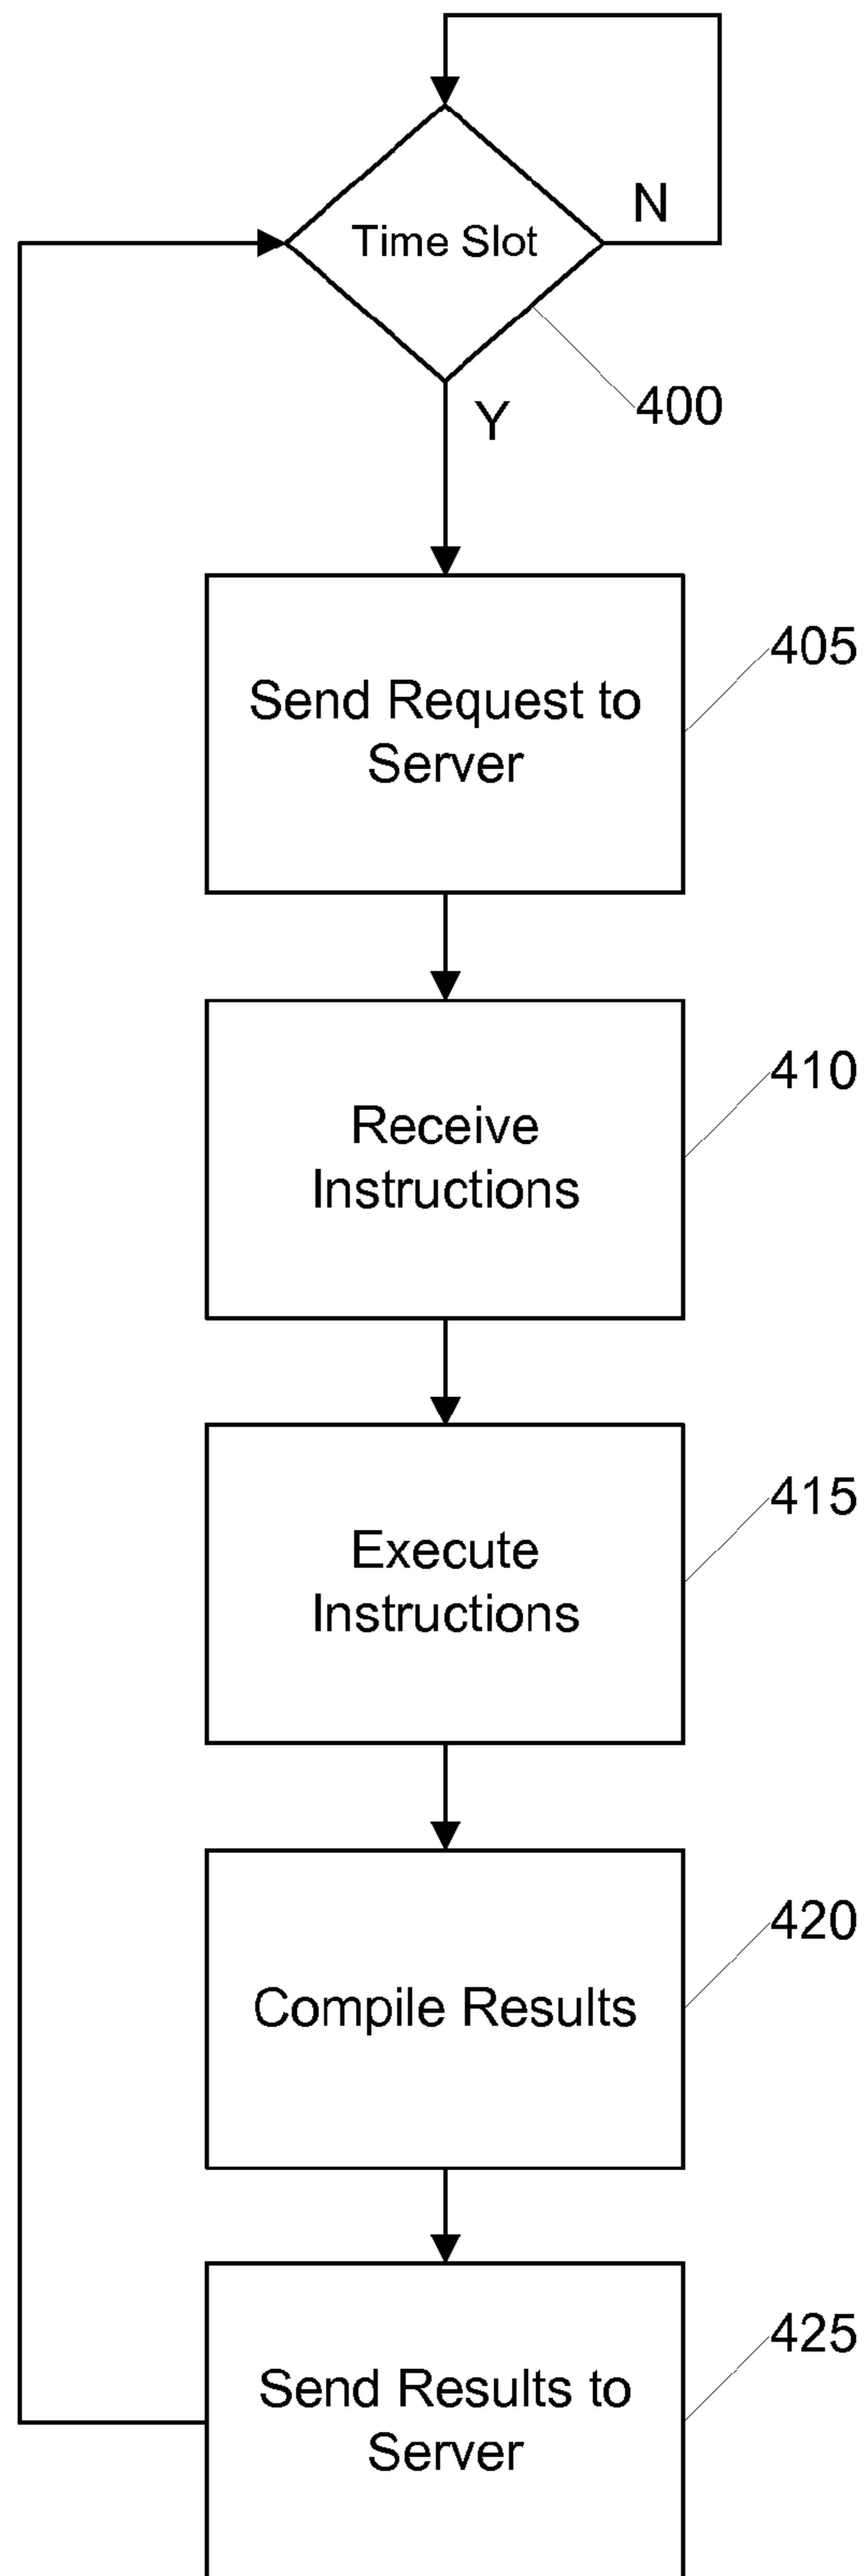 N
Time Slot
400
Y
405
Send Request to
Server
410
Receive
Instructions
415
Execute
Instructions
420
Compile Results
425
Send Results to
Server